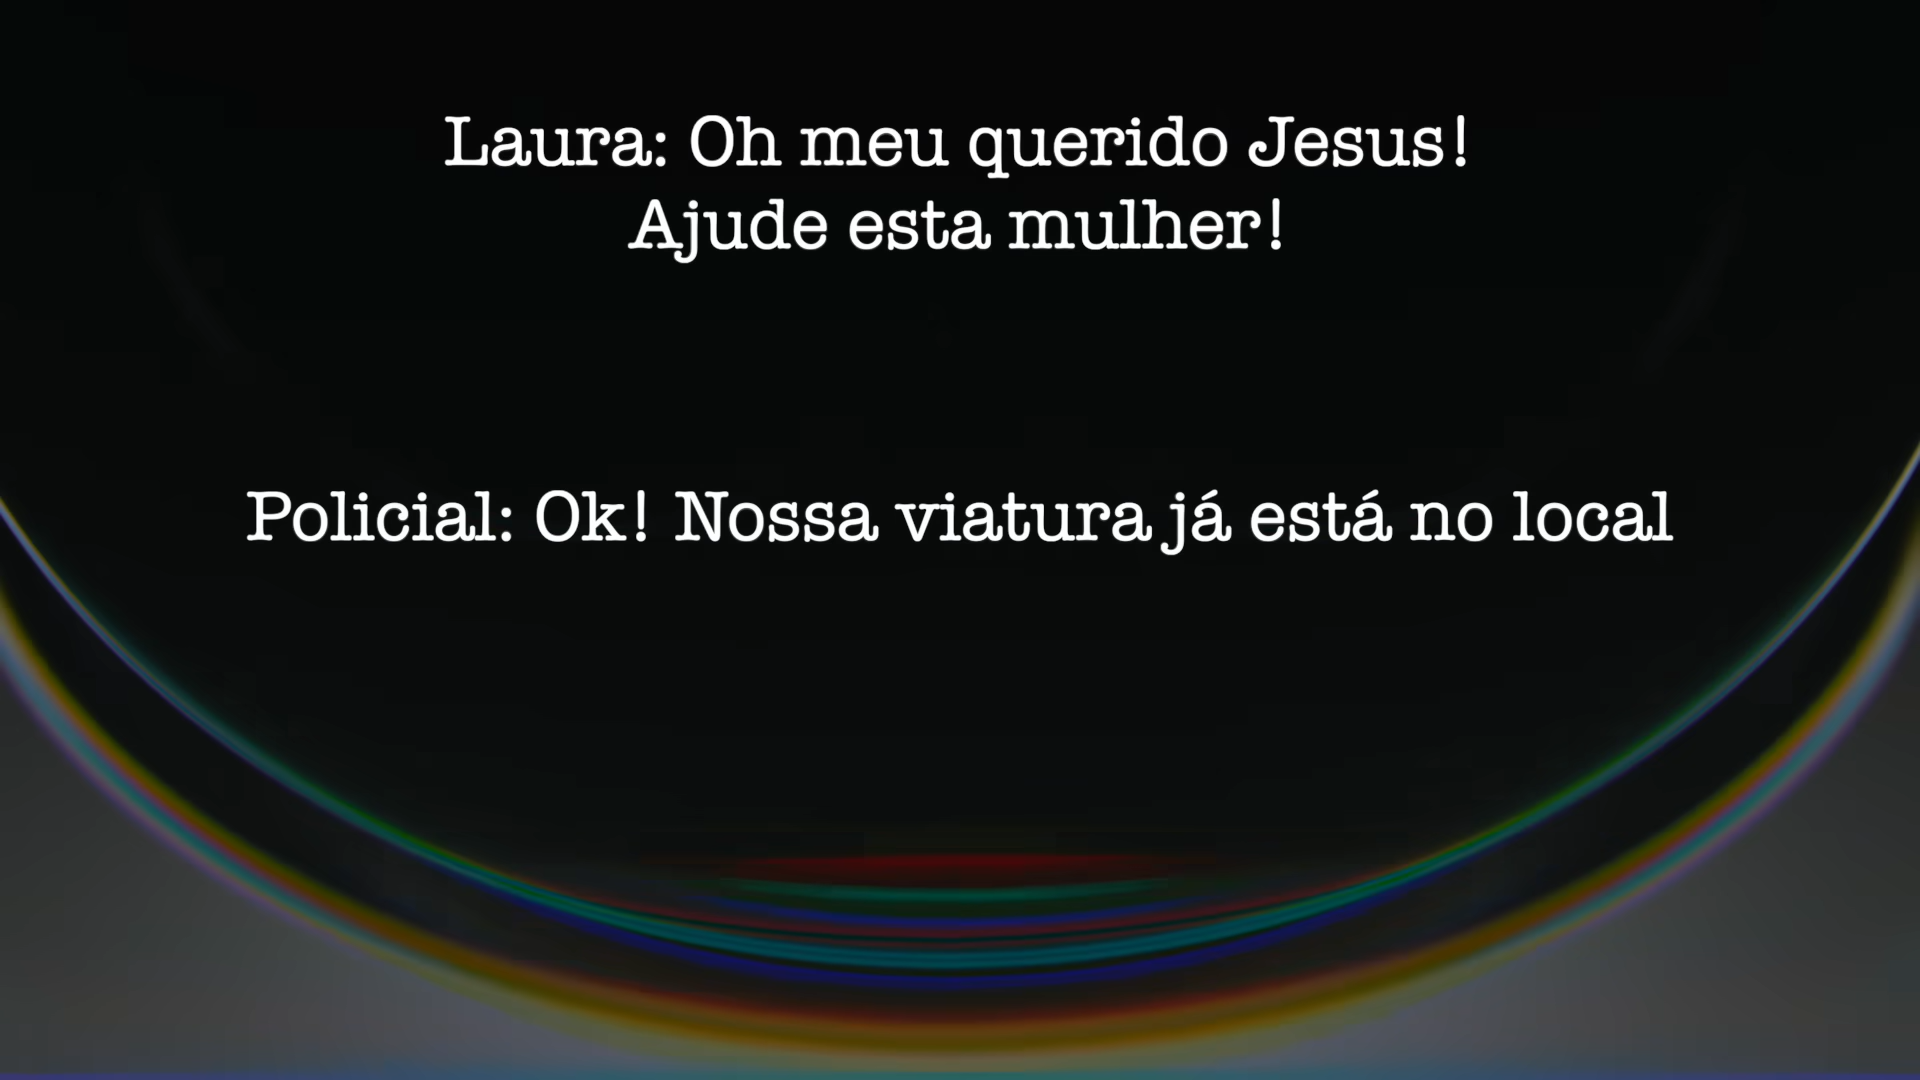 Laura: Oh meu querido Jesus!
Ajude esta mulher!
Policial: Ok! Nossa viatura já está no local